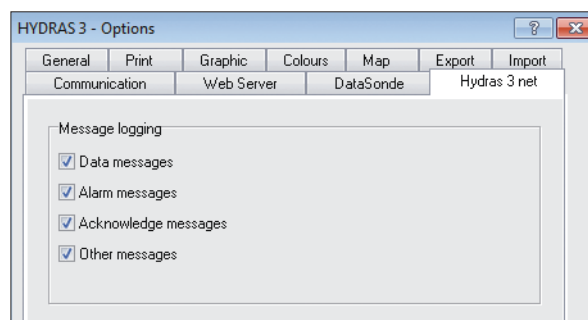 HYDRAS 3 - Options
General Print Graphic Colours Map Export Import
Communication Web Server DataSonde Hydras 3 net
Message logging
Data messages
Alarm messages
Acknowledge messages
Other messages